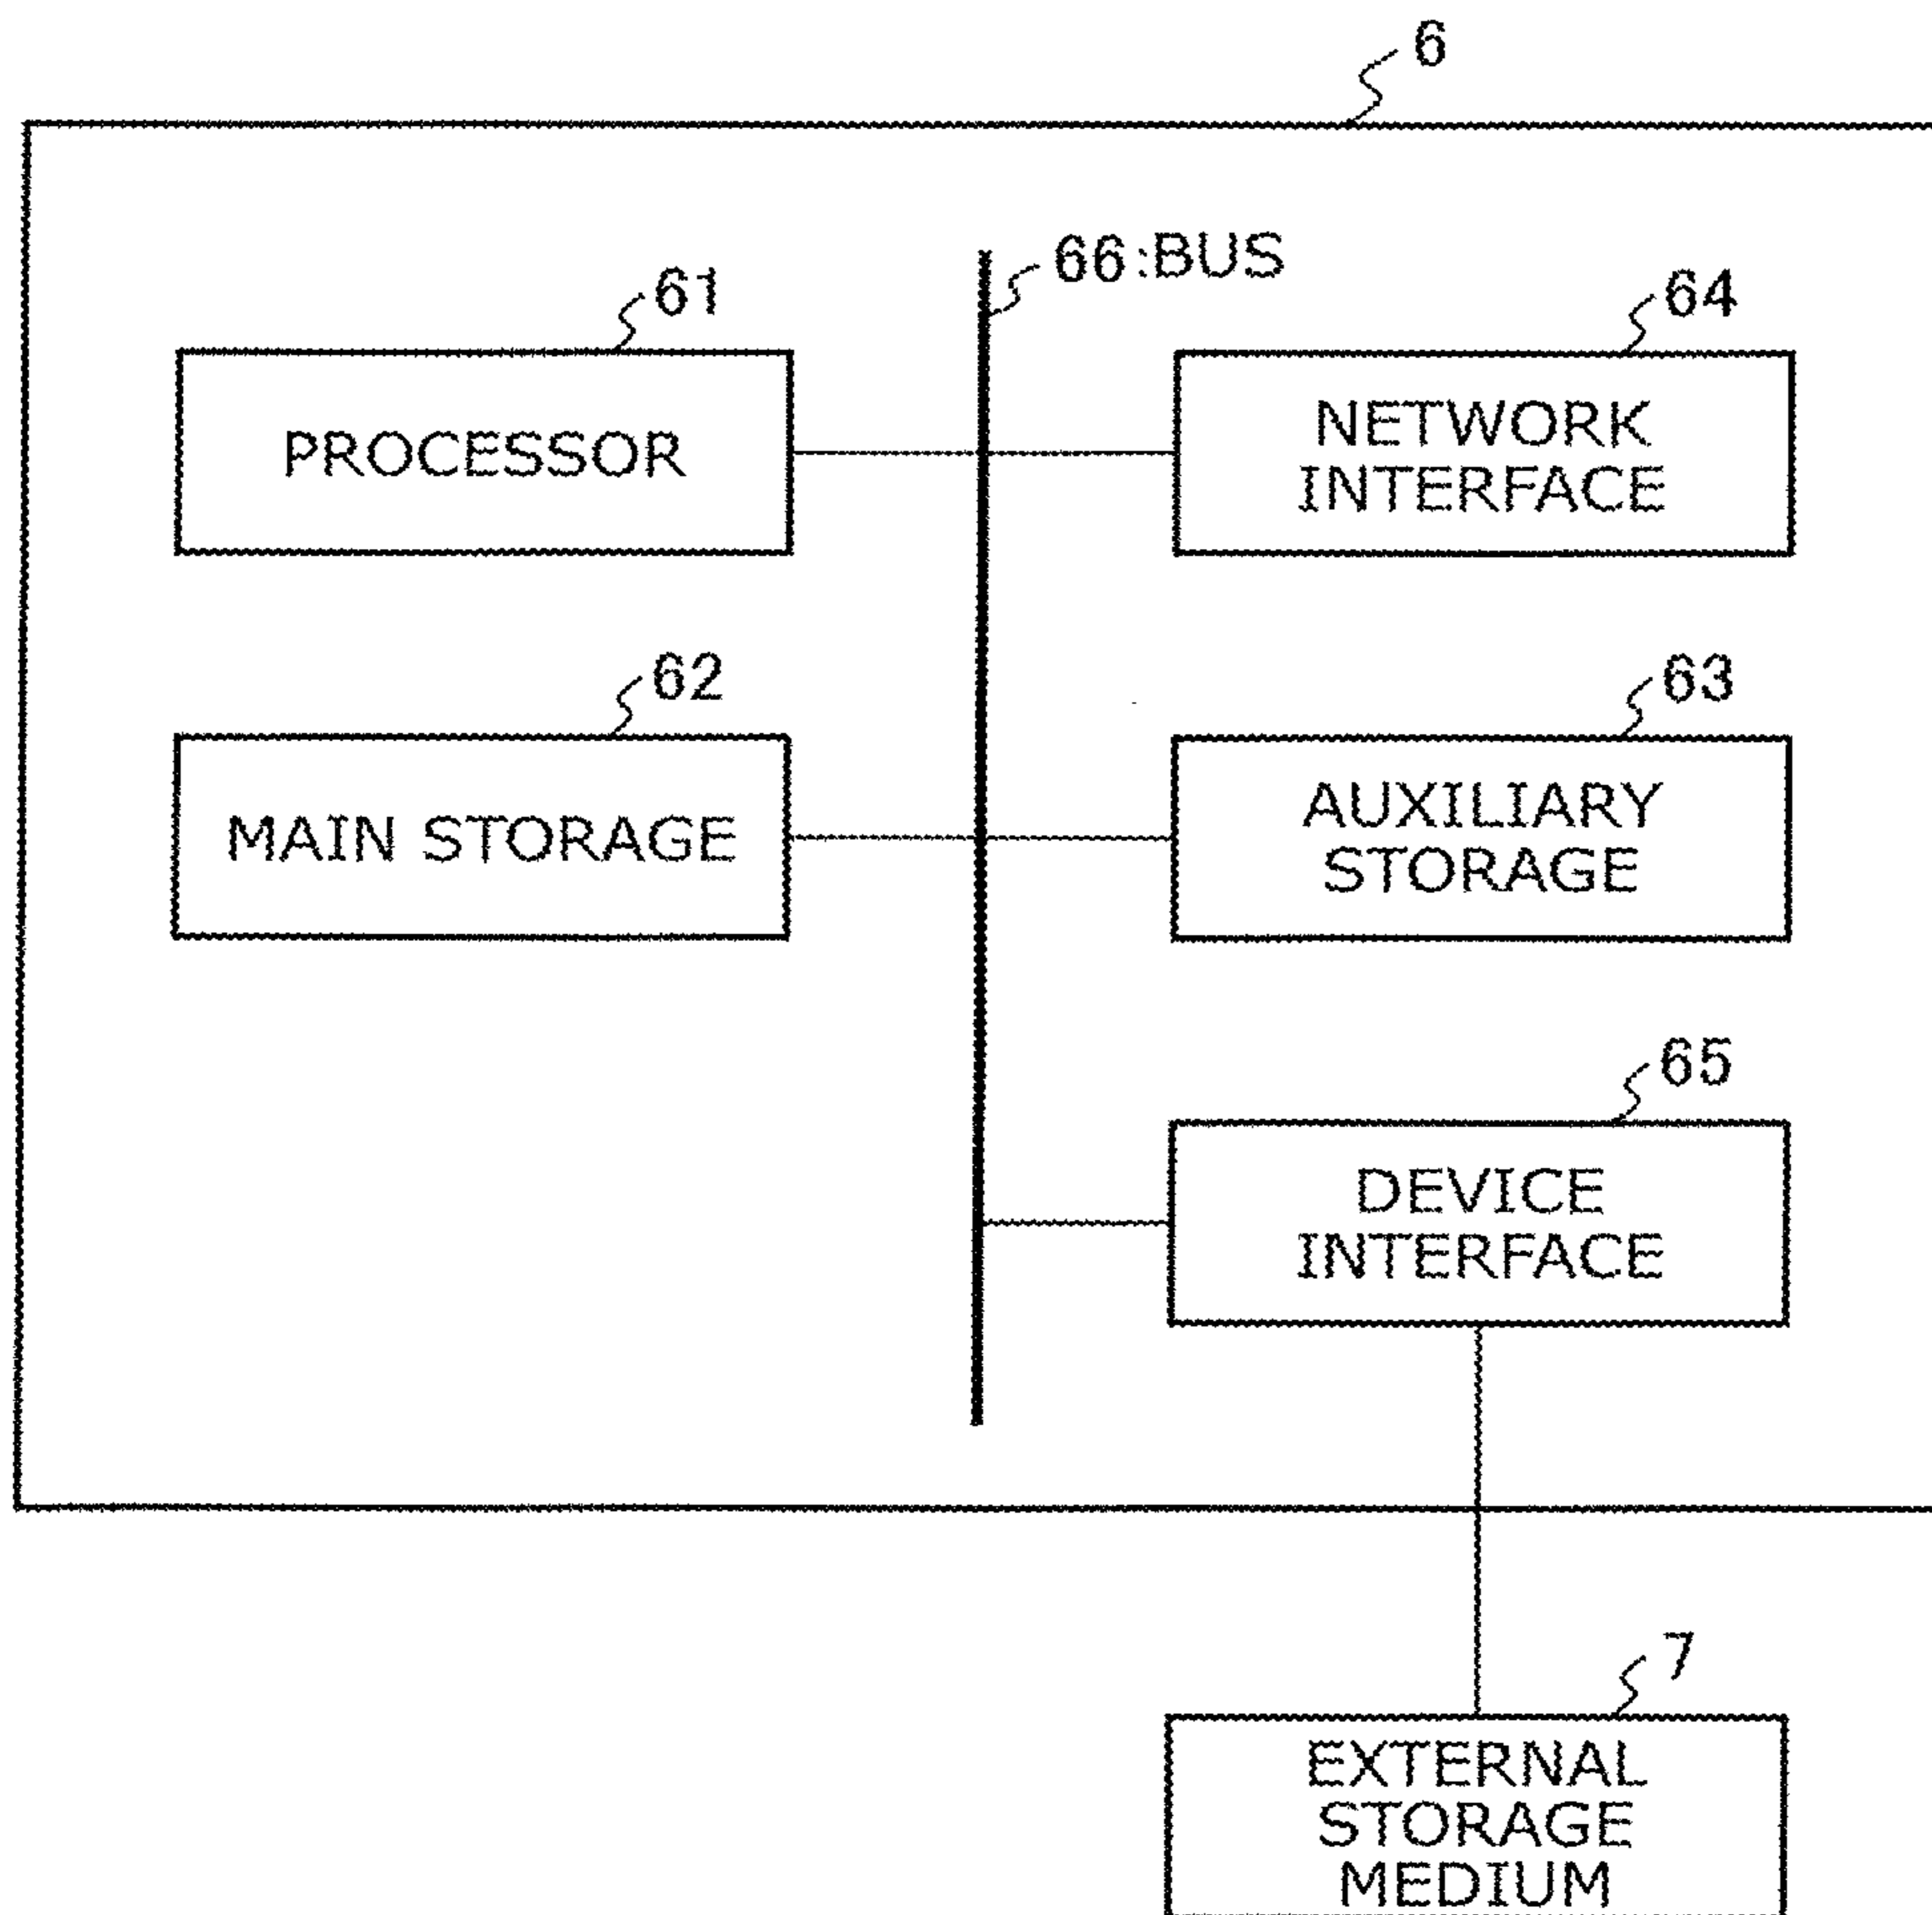 6
66:BUS
61
64
PROCESSOR
NETWORK
INTERFACE
62
63
MAIN STORAGE
AUXILIARY
STORAGE
65
DEVICE
INTERFACE
7
EXTERNAL
STORAGE
MEDIUM